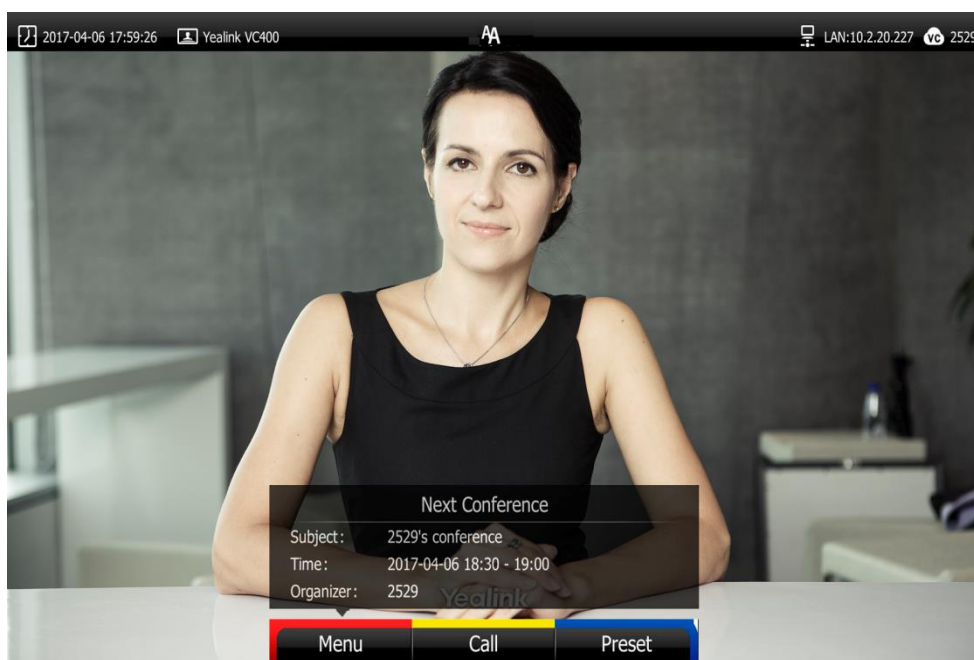 2017-04-06 17:59:26 Yealink VC400 LAN:10.2.20.227 VC 2529
Next Conference
Subject: 2529's conference
Time: 2017-04-06 18:30 - 19:00
Organizer: 2529
Yealink
Menu Call Preset